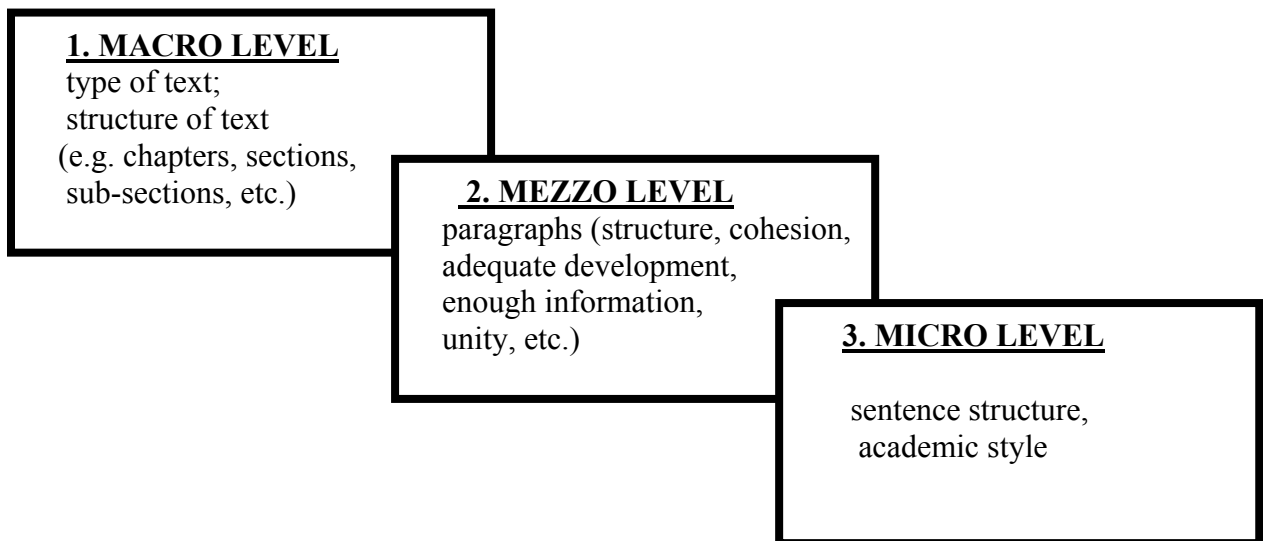 1. MACRO LEVEL
type of text;
structure of text
(e.g. chapters, sections,
sub-sections, etc.)
2. MEZZO LEVEL
paragraphs (structure, cohesion,
adequate development,
enough information,
unity, etc.)
3. MICRO LEVEL
sentence structure,
academic style